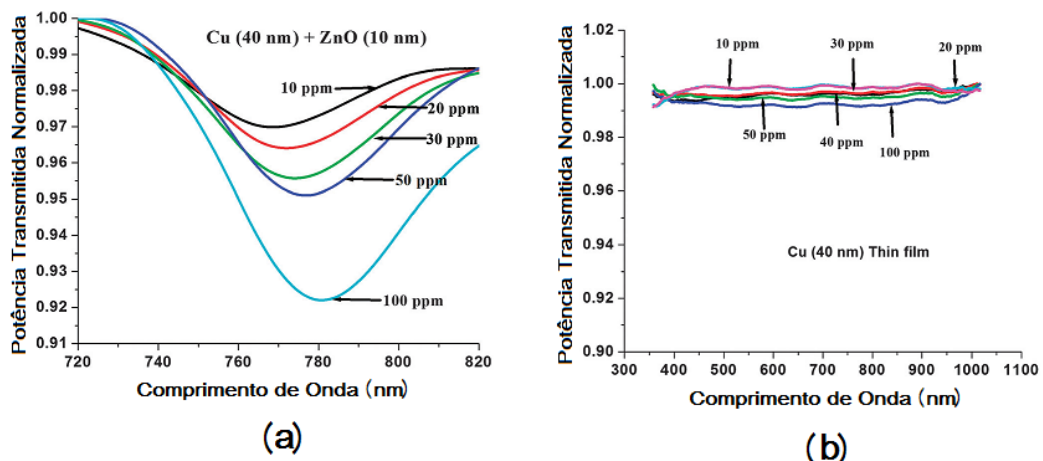 Potência Transmitida Normalizada
1.00
0.99
0.98
0.97
0.96
0.95
0.94
0.93
0.92
0.91
Cu (40 nm) + ZnO (10 nm)
10 ppm
20 ppm
30 ppm
50 ppm
100 ppm
720 740 760 780 800 820
Comprimento de Onda (nm)
(a)
Potência Transmitida Normalizada
1.02
1.00
0.98
0.96
0.94
0.92
0.90
10 ppm 30 ppm 20 ppm
50 ppm 40 ppm 100 ppm
Cu (40 nm) Thin film
300 400 500 600 700 800 900 1000 1100
Comprimento de Onda (nm)
(b)